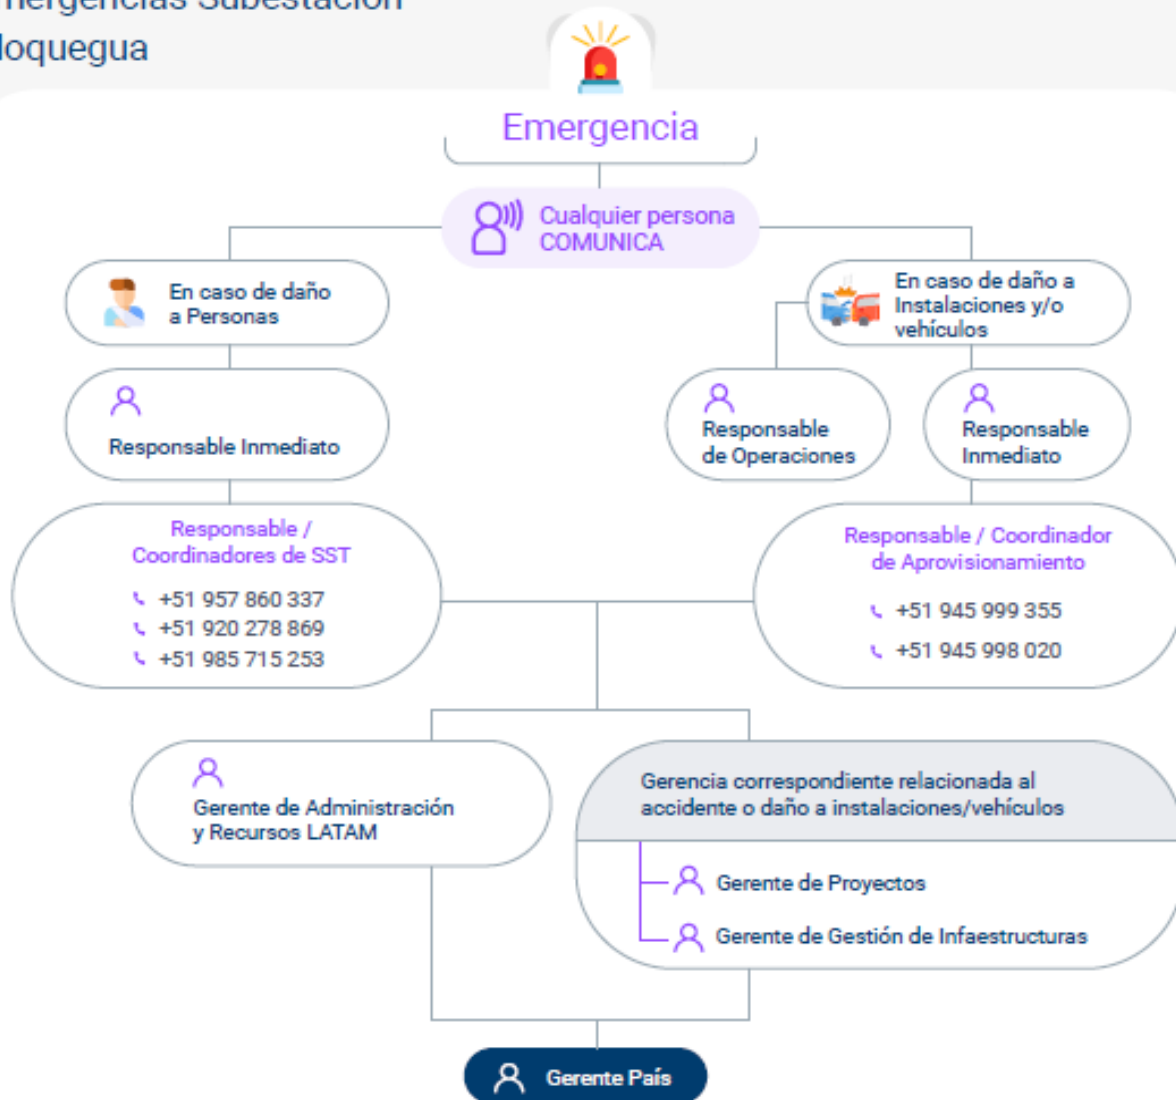 Subestación
Emergencia
Cualquier persona
COMUNICA
En caso de daño
a Personas
En caso de daño a
Instalaciones y/o
vehículos
Responsable Inmediato
Responsable
de Operaciones
Responsable
Inmediato
Responsable /
Coordinadores de SST
+51 957 860 337
+51 920 278 869
+51 985 715 253
Responsable / Coordinador
de Aprovisionamiento
+51 945 999 355
+51 945 998 020
Gerente de Administración
y Recursos LATAM
Gerencia correspondiente relacionada al
accidente o daño a instalaciones/vehículos
Gerente de Proyectos
Gerente de Gestión de Infaestructuras
Gerente País